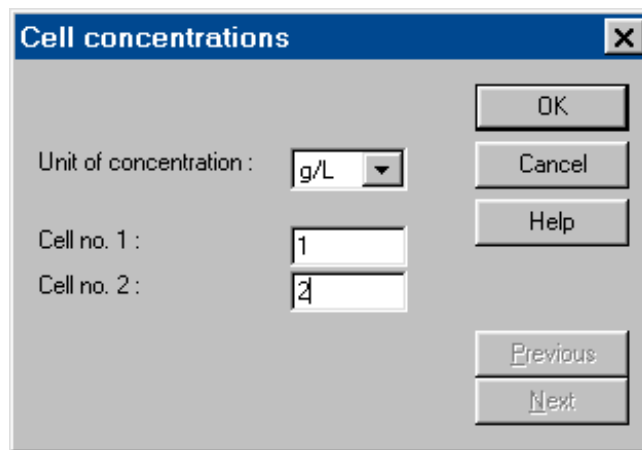 Cell concentrations
OK
Unit of concentration : g/L
Cancel
Help
Cell no. 1 : 1
Cell no. 2 : 2
Previous
Next